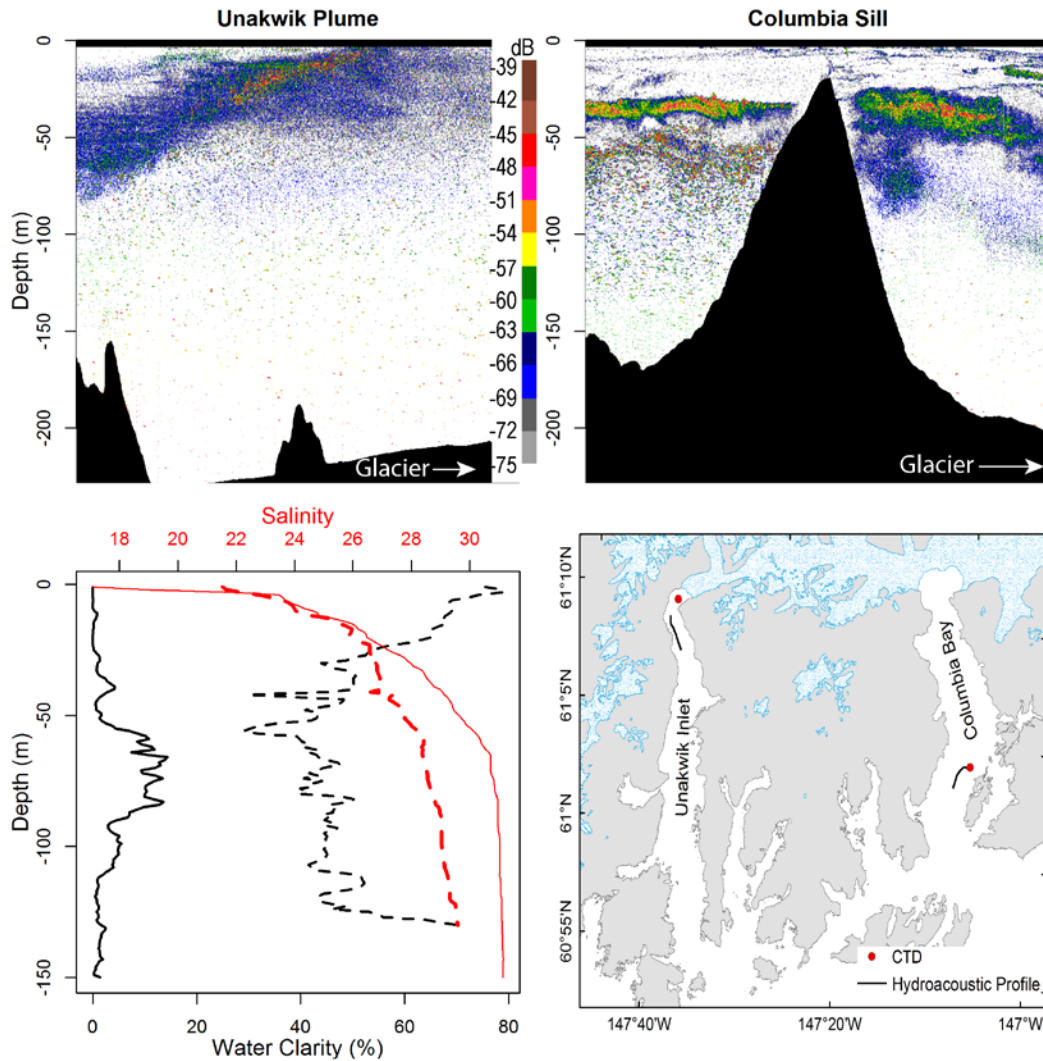 Unakwik Plume
Columbia Sill
dB
-39
-42
-45
-48
-51
-54
-57
-60
-63
-66
-69
-72
-75
0
-50
-100
-150
-200
Depth (m)
Glacier
0
-50
-100
-150
-200
Glacier
Salinity
18 20 22 24 26 28 30
0
-50
-100
-150
Depth (m)
0 20 40 60 80
Water Clarity (%)
61°10'N
61°5'N
61°N
60°55'N
Unakwik Inlet
Columbia Bay
CTD
Hydroacoustic Profile
147°40'W 147°20'W 147°0'W